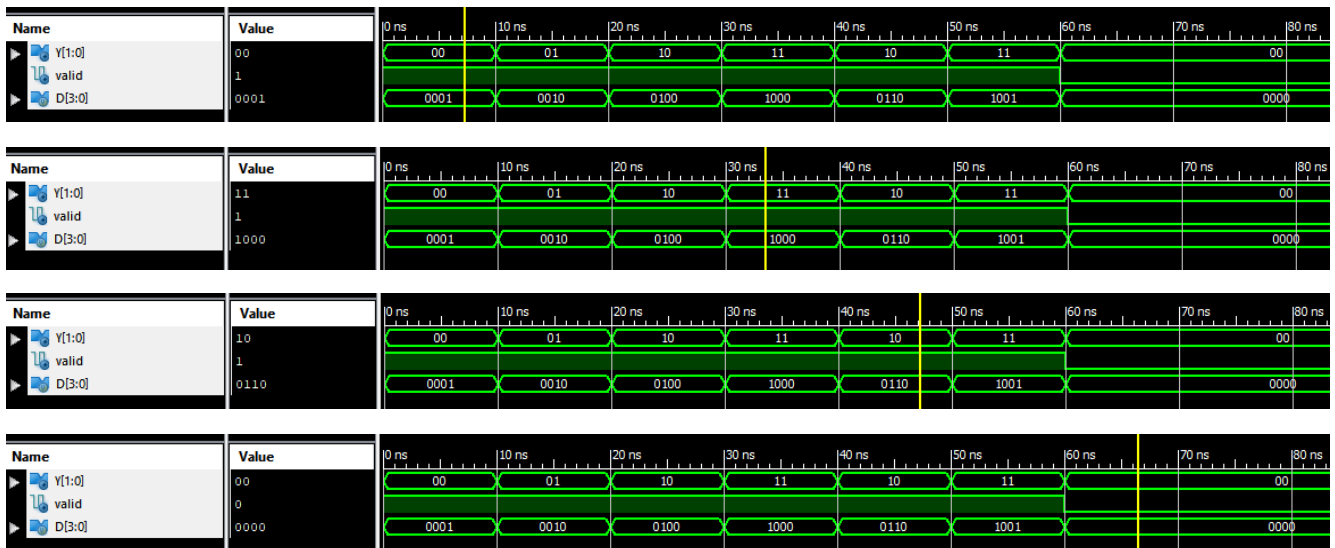 Name Value 0 ns 10 ns 20 ns 30 ns 40 ns 50 ns 60 ns 70 ns 80 ns
Y[1:0] 00 00 01 10 11 10 11 00
valid 1
D[3:0] 0001 0001 0010 0100 1000 0110 1001 0000
Name Value 0 ns 10 ns 20 ns 30 ns 40 ns 50 ns 60 ns 70 ns 80 ns
Y[1:0] 11 00 01 10 11 10 11 00
valid 1
D[3:0] 1000 0001 0010 0100 1000 0110 1001 0000
Name Value 0 ns 10 ns 20 ns 30 ns 40 ns 50 ns 60 ns 70 ns 80 ns
Y[1:0] 10 00 01 10 11 10 11 00
valid 1
D[3:0] 0110 0001 0010 0100 1000 0110 1001 0000
Name Value 0 ns 10 ns 20 ns 30 ns 40 ns 50 ns 60 ns 70 ns 80 ns
Y[1:0] 00 00 01 10 11 10 11 00
valid 0
D[3:0] 0000 0001 0010 0100 1000 0110 1001 0000